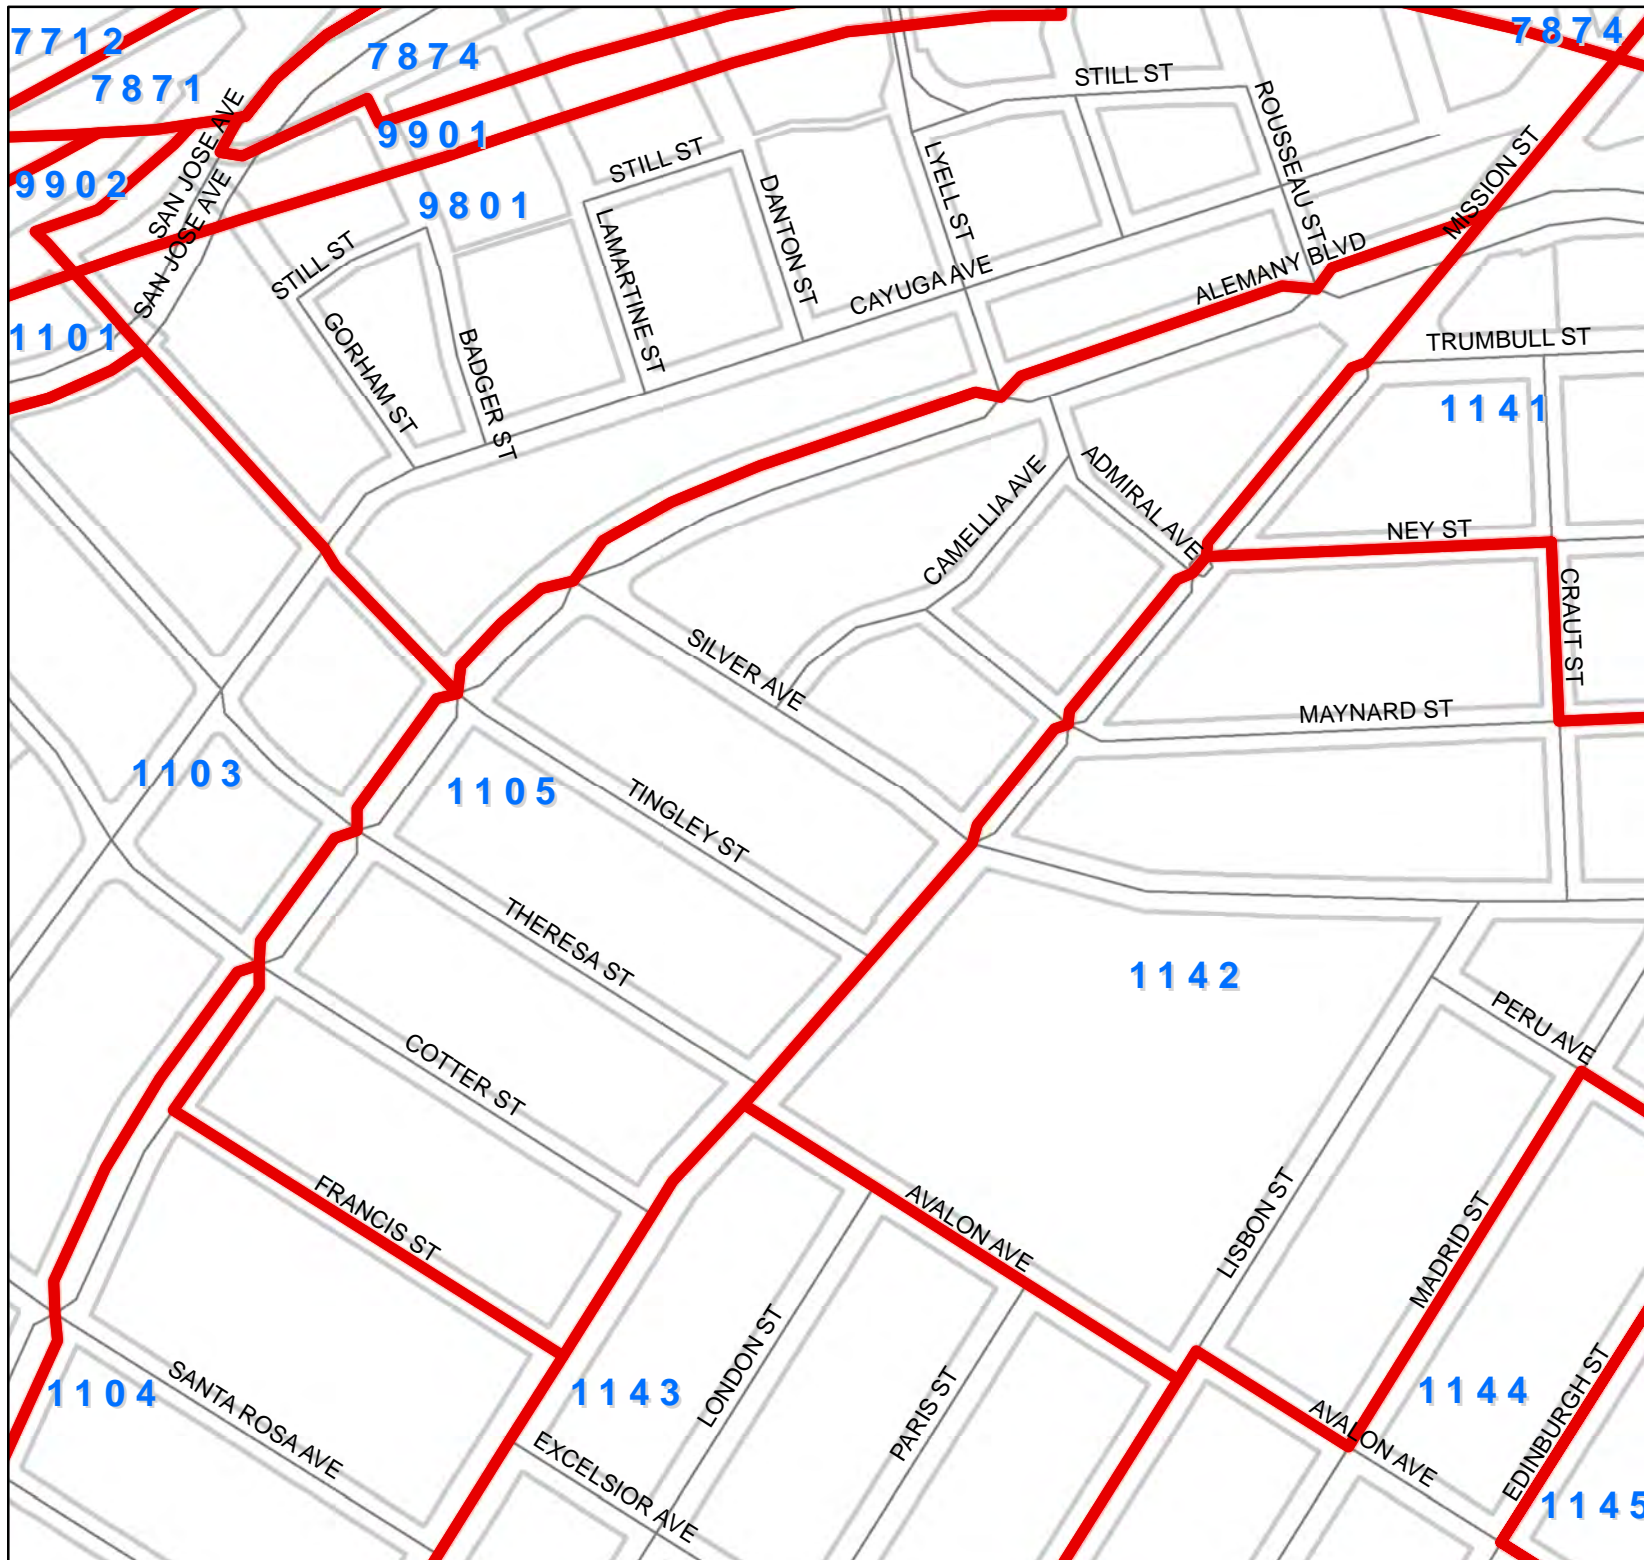 7712
7874
7874
7871
STILL ST
ROUSSEAU ST
9901
SAN JOSE AVE
STILL ST
LYELL ST
MISSION ST
9902
SAN JOSE AVE
9801
DANTON ST
LAMARTINE ST
STILL ST
CAYUGA AVE
ALEMANY BLVD
1101
GORHAM ST
BADGER ST
TRUMBULL ST
1141
ADMIRAL AVE
CAMELLIA AVE
NEY ST
CRAUT ST
SILVER AVE
MAYNARD ST
1103
1105
TINGLEY ST
THERESA ST
1142
PERU AVE
COTTER ST
FRANCIS ST
AVALON AVE
LISBON ST
MADRID ST
1104
SANTA ROSA AVE
1143
LONDON ST
PARIS ST
1144
AVALON AVE
EDINBURGH ST
EXCELSIOR AVE
1145